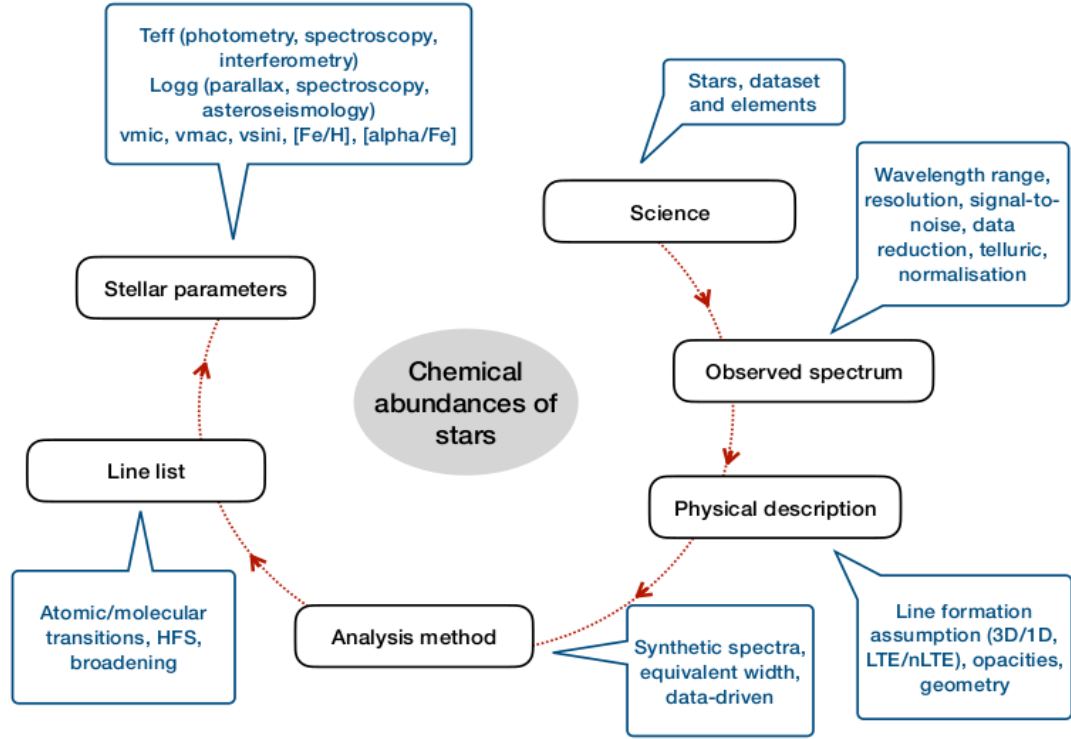 Teff (photometry, spectroscopy,
interferometry)
Logg (parallax, spectroscopy,
asteroseismology)
vmic, vmac, vsini, [Fe/H], [alpha/Fe]
Stars, dataset
and elements
Science
Wavelength range,
resolution, signal-to-
noise, data
reduction, telluric,
normalisation
Stellar parameters
Chemical
abundances of
stars
Observed spectrum
Line list
Physical description
Atomic/molecular
transitions, HFS,
broadening
Analysis method
Synthetic spectra,
equivalent width,
data-driven
Line formation
assumption (3D/1D,
LTE/nLTE), opacities,
geometry